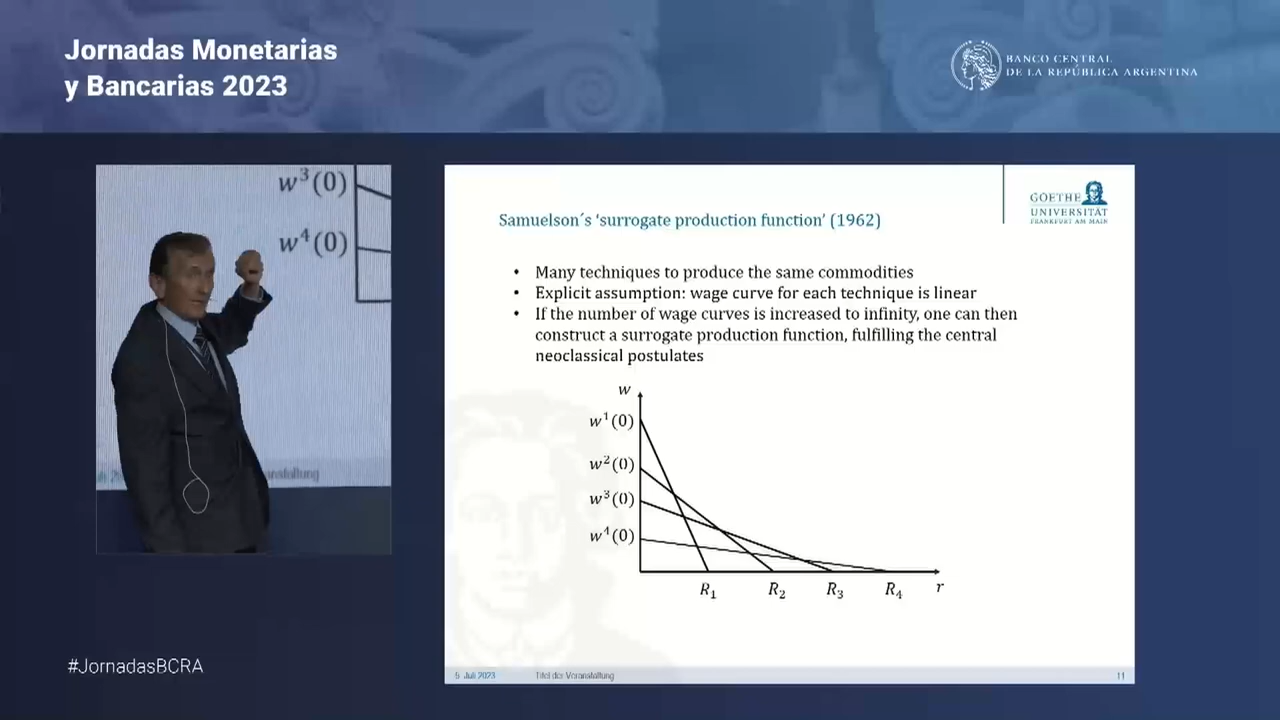 Jornadas Monetarias
y Bancarias 2023
BANCO CENTRAL
DE LA REPÚBLICA ARGENTINA
w³(0)
w⁴(0)
anstaltung
GOETHE
UNIVERSITÄT
FRANKFURT AM MAIN
Samuelson´s ‘surrogate production function’ (1962)
• Many techniques to produce the same commodities
• Explicit assumption: wage curve for each technique is linear
• If the number of wage curves is increased to infinity, one can then
construct a surrogate production function, fulfilling the central
neoclassical postulates
w
w¹(0)
w²(0)
w³(0)
w⁴(0)
R₁ R₂ R₃ R₄ r
5 Juli 2023 Titel der Veranstaltung 11
#JornadasBCRA